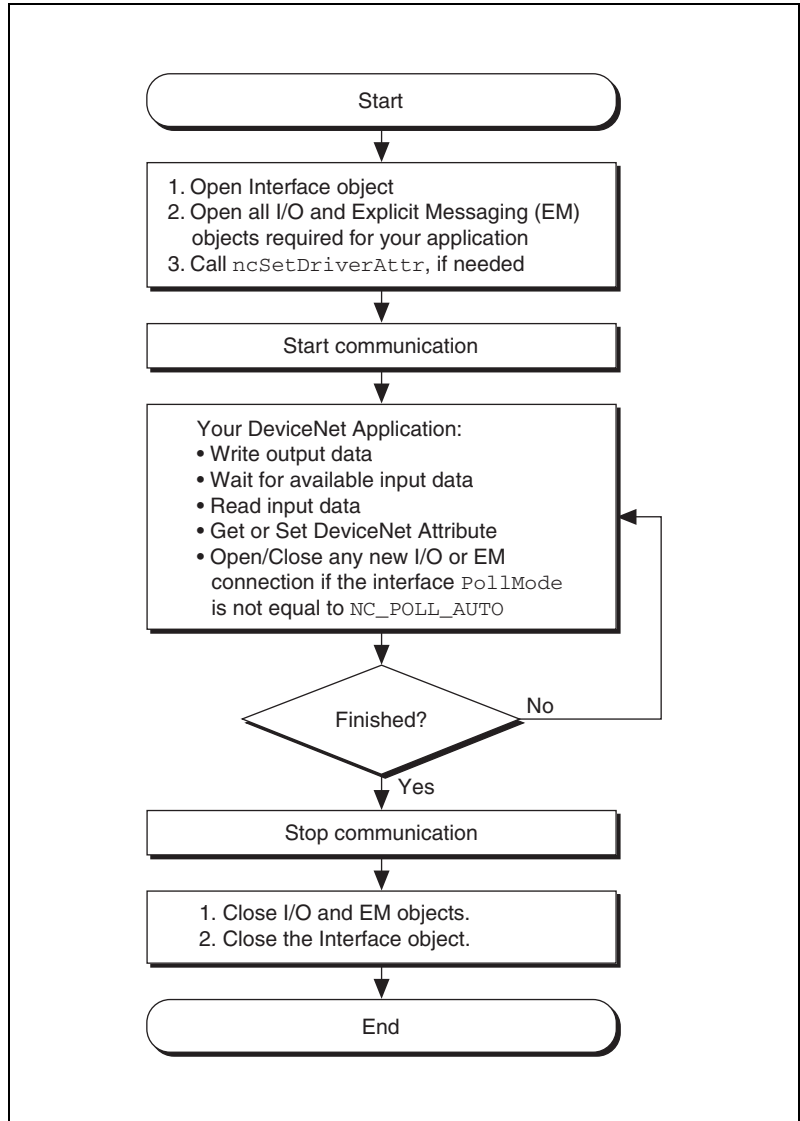 Start
1. Open Interface object
2. Open all I/O and Explicit Messaging (EM)
objects required for your application
3. Call ncSetDriverAttr, if needed
Start communication
Your DeviceNet Application:
• Write output data
• Wait for available input data
• Read input data
• Get or Set DeviceNet Attribute
• Open/Close any new I/O or EM
connection if the interface PollMode
is not equal to NC_POLL_AUTO
Finished?
No
Yes
Stop communication
1. Close I/O and EM objects.
2. Close the Interface object.
End